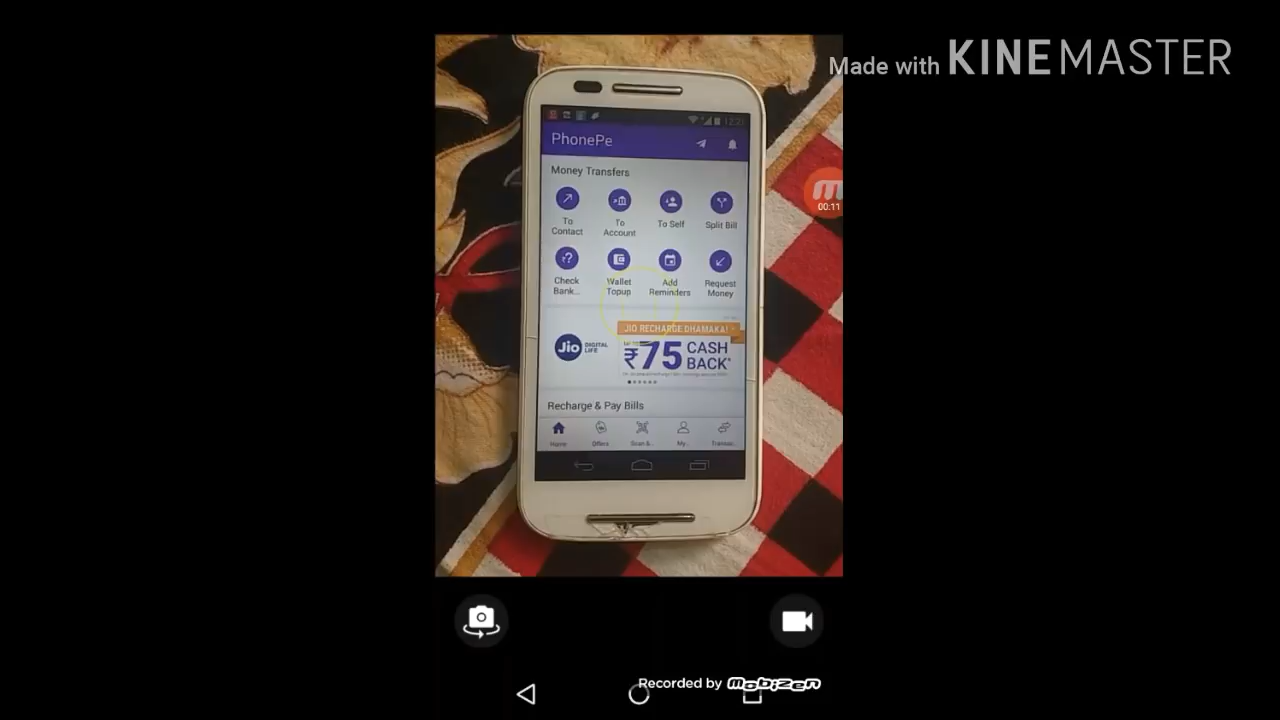 Made with KINEMASTER
PhonePe
Money Transfers
To Contact
To Account
To Self
Split Bill
Check Bank...
Wallet Topup
Add Reminders
Request Money
00:11
JIO RECHARGE DHAMAKA!
Jio DIGITAL LIFE
₹75 CASH BACK*
Recharge & Pay Bills
Home
Offers
Scan &..
My..
Transac..
Recorded by mobizen